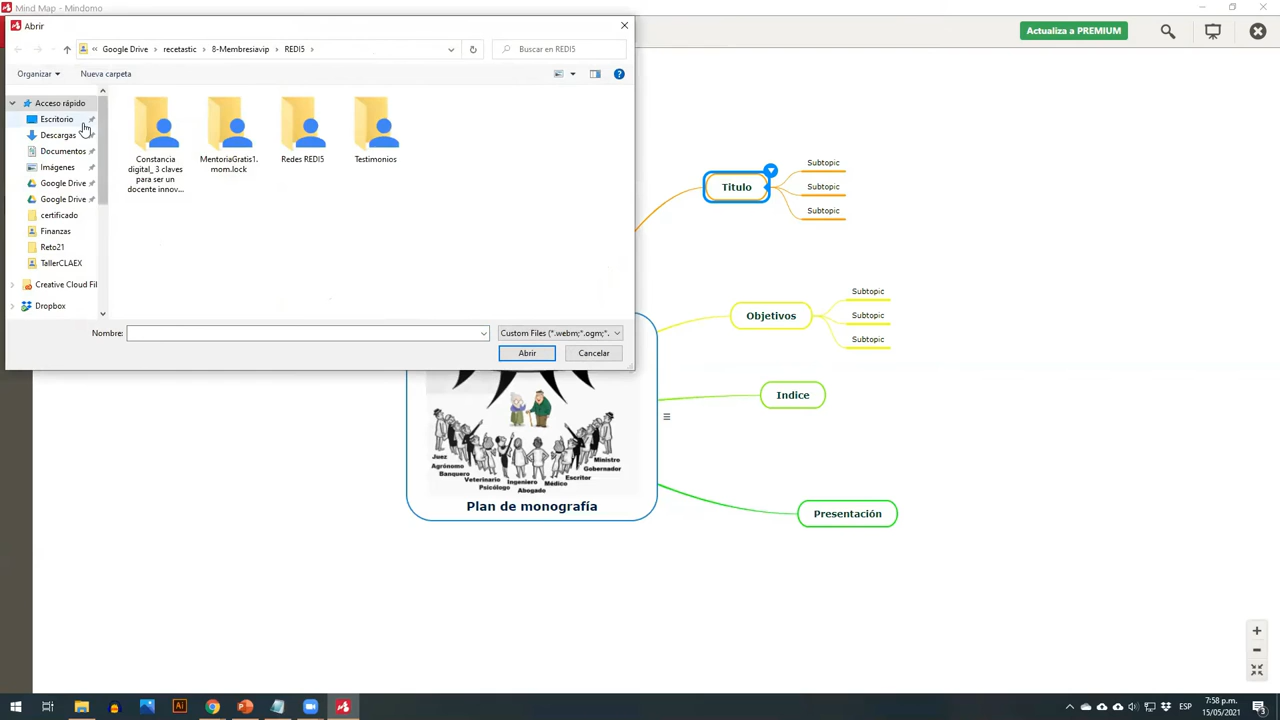 Mind Map - Mindomo
Abrir
Google Drive
recetastic
8-Membresiavip
REDI5
Buscar en REDI5
Actualiza a PREMIUM
Organizar
Nueva carpeta
Acceso rápido
Escritorio
Descargas
Documentos
Imágenes
Google Drive
Google Drive
certificado
Finanzas
Reto21
TallerCLAEX
Creative Cloud Fil
Dropbox
Constancia
digital_ 3 claves
para ser un
docente innov...
MentoriaGratis1.
mom.lock
Redes REDI5
Testimonios
Nombre:
Custom Files (*.webm;*.ogm;*.
Abrir
Cancelar
Titulo
Subtopic
Subtopic
Subtopic
Objetivos
Subtopic
Subtopic
Subtopic
Indice
Presentación
Juez
Agrónomo
Banquero
Veterinario
Psicólogo
Ingeniero
Abogado
Médico
Escritor
Ministro
Gobernador
Plan de monografía
Ai
ESP
7:58 p.m.
15/05/2021
3